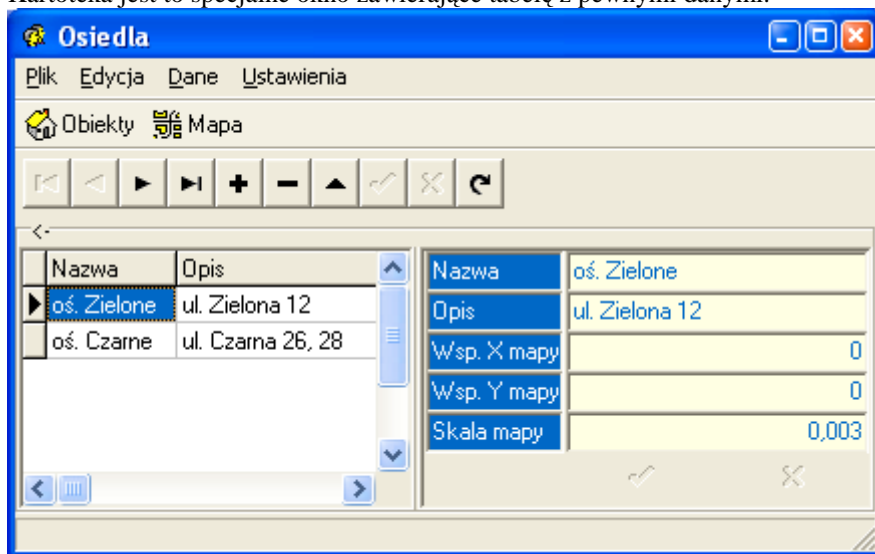 Kartoteka jest to specjalne okno zawierające tabelę z pewnymi danymi.
Osiedla
Plik Edycja Dane Ustawienia
Obiekty Mapa
<-
Nazwa Opis
oś. Zielone ul. Zielona 12
oś. Czarne ul. Czarna 26, 28
Nazwa oś. Zielone
Opis ul. Zielona 12
Wsp. X mapy 0
Wsp. Y mapy 0
Skala mapy 0,003